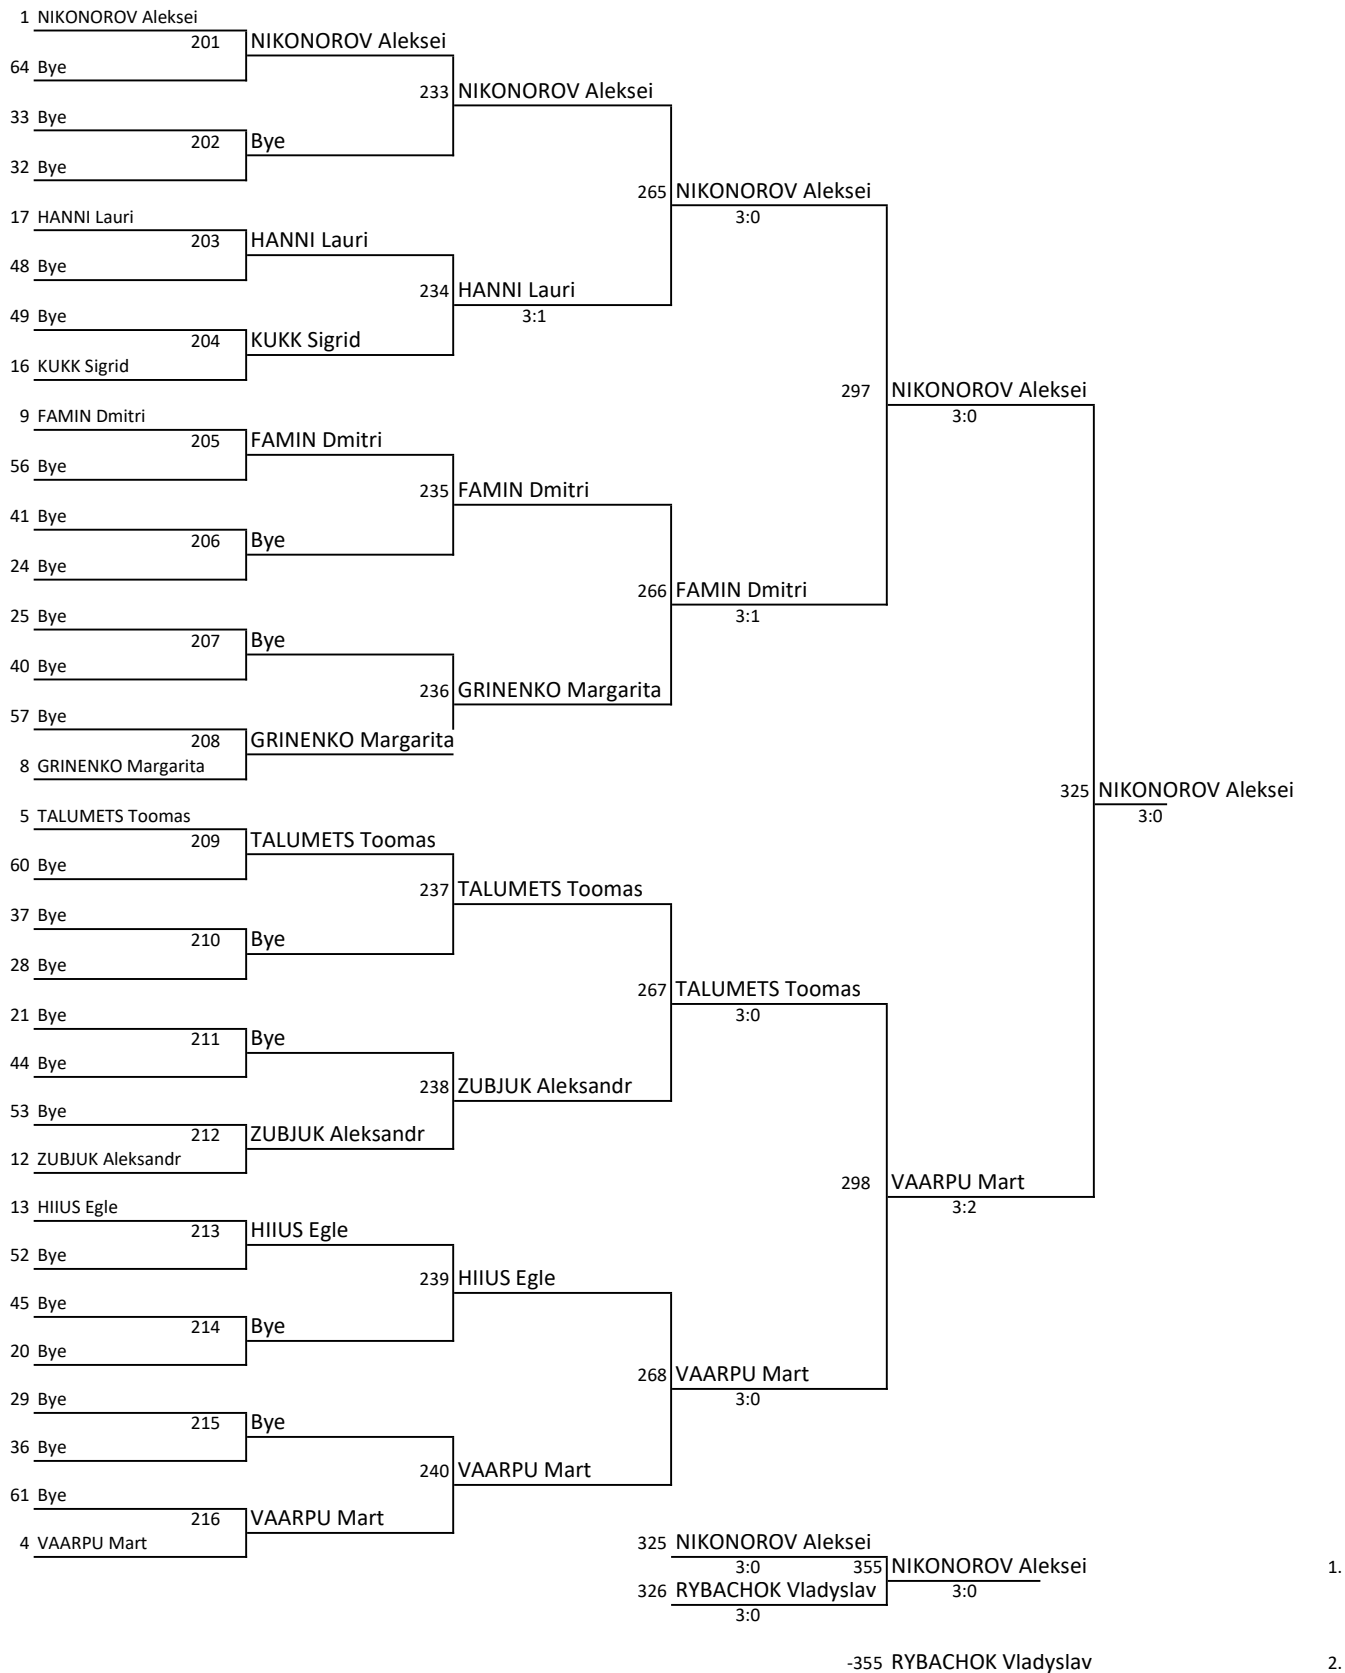 1 NIKONOROV Aleksei
201 NIKONOROV Aleksei
64 Bye
233 NIKONOROV Aleksei
33 Bye
202 Bye
32 Bye
265 NIKONOROV Aleksei
3:0
17 HANNI Lauri
203 HANNI Lauri
48 Bye
234 HANNI Lauri
3:1
49 Bye
204 KUKK Sigrid
16 KUKK Sigrid
297 NIKONOROV Aleksei
3:0
9 FAMIN Dmitri
205 FAMIN Dmitri
56 Bye
235 FAMIN Dmitri
41 Bye
206 Bye
24 Bye
266 FAMIN Dmitri
3:1
25 Bye
207 Bye
40 Bye
236 GRINENKO Margarita
57 Bye
208 GRINENKO Margarita
8 GRINENKO Margarita
325 NIKONOROV Aleksei
3:0
5 TALUMETS Toomas
209 TALUMETS Toomas
60 Bye
237 TALUMETS Toomas
37 Bye
210 Bye
28 Bye
267 TALUMETS Toomas
3:0
21 Bye
211 Bye
44 Bye
238 ZUBJUK Aleksandr
53 Bye
212 ZUBJUK Aleksandr
12 ZUBJUK Aleksandr
298 VAARPU Mart
3:2
13 HIIUS Egle
213 HIIUS Egle
52 Bye
239 HIIUS Egle
45 Bye
214 Bye
20 Bye
268 VAARPU Mart
3:0
29 Bye
215 Bye
36 Bye
240 VAARPU Mart
61 Bye
216 VAARPU Mart
4 VAARPU Mart
325 NIKONOROV Aleksei
3:0
355 NIKONOROV Aleksei 1.
326 RYBACHOK Vladyslav
3:0
3:0
-355 RYBACHOK Vladyslav 2.